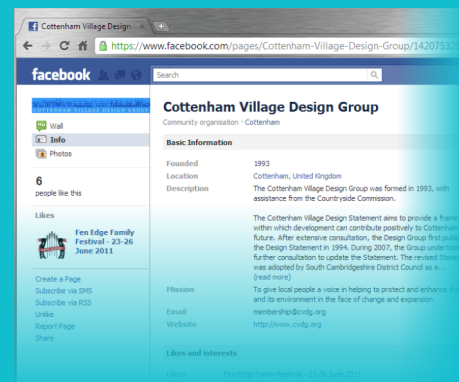 Cottenham Village Design
https://www.facebook.com/pages/Cottenham-Village-Design-Group/142075325
facebook
Search
COTTENHAM VILLAGE DESIGN GROUP
Wall
Info
Photos
6
people like this
Likes
Fen Edge Family
Festival - 23-26
June 2011
Create a Page
Subscribe via SMS
Subscribe via RSS
Unlike
Report Page
Share
Cottenham Village Design Group
Community organisation · Cottenham
Basic Information
Founded 1993
Location Cottenham, United Kingdom
Description The Cottenham Village Design Group was formed in 1993, with
assistance from the Countryside Commission.
The Cottenham Village Design Statement aims to provide a
within which development can contribute positively to Cottenham
future. After extensive consultation, the Design Group first
the Design Statement in 1994. During 2007, the Group
further consultation to update the Statement. The revised
was adopted by South Cambridgeshire District Council as a...
(read more)
Mission To give local people a voice in helping to protect and enhance
and its environment in the face of change and expansion.
Email membership@cvdg.org
Website http://www.cvdg.org
Likes and interests
Likes Fen Edge Family Festival - 23-26 June 2011